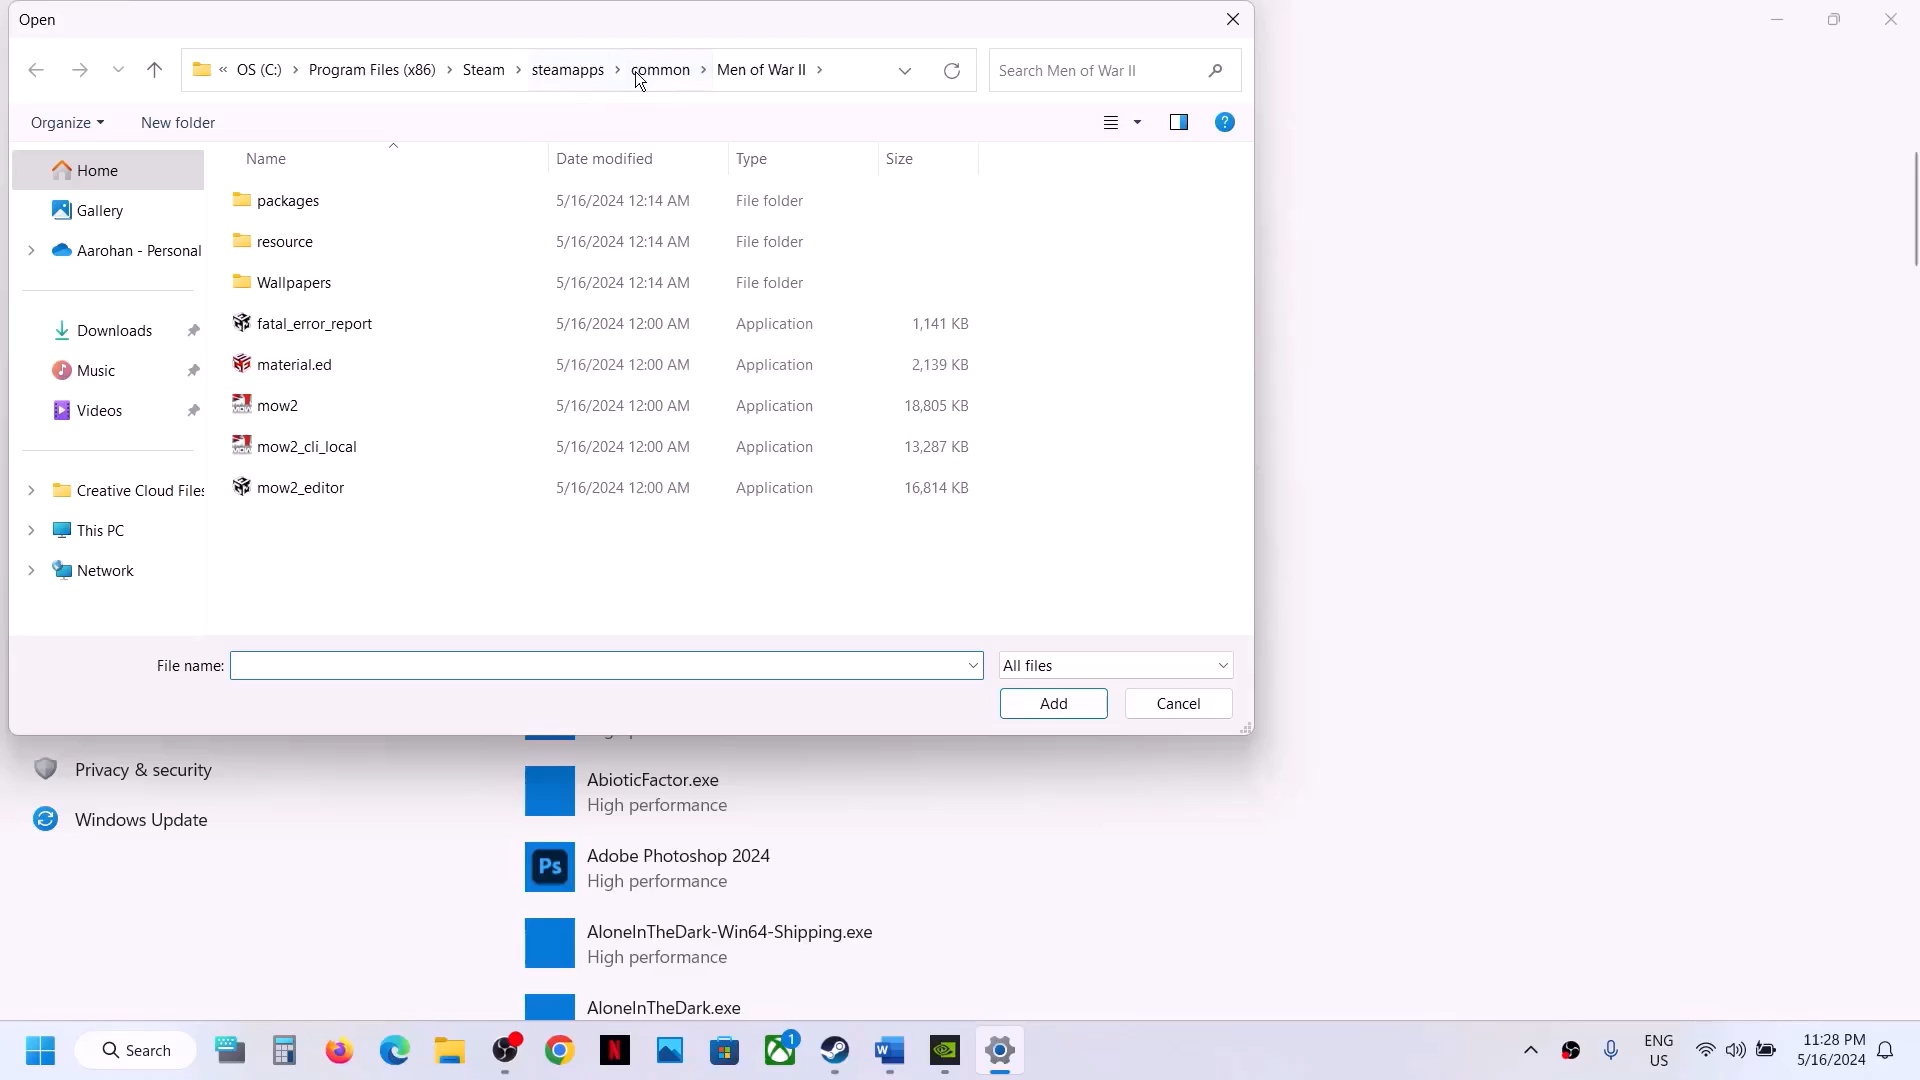 Open
« OS (C:) › Program Files (x86) › Steam › steamapps › common › Men of War II ›
Search Men of War II
Organize
New folder
Name
Date modified
Type
Size
Home
Gallery
Aarohan - Personal
Downloads
Music
Videos
Creative Cloud Files
This PC
Network
packages 5/16/2024 12:14 AM File folder
resource 5/16/2024 12:14 AM File folder
Wallpapers 5/16/2024 12:14 AM File folder
fatal_error_report 5/16/2024 12:00 AM Application 1,141 KB
material.ed 5/16/2024 12:00 AM Application 2,139 KB
mow2 5/16/2024 12:00 AM Application 18,805 KB
mow2_cli_local 5/16/2024 12:00 AM Application 13,287 KB
mow2_editor 5/16/2024 12:00 AM Application 16,814 KB
File name:
All files
Add
Cancel
Privacy & security
Windows Update
AbioticFactor.exe
High performance
Ps
Adobe Photoshop 2024
High performance
AloneInTheDark-Win64-Shipping.exe
High performance
AloneInTheDark.exe
Search
1
ENG
US
11:28 PM
5/16/2024